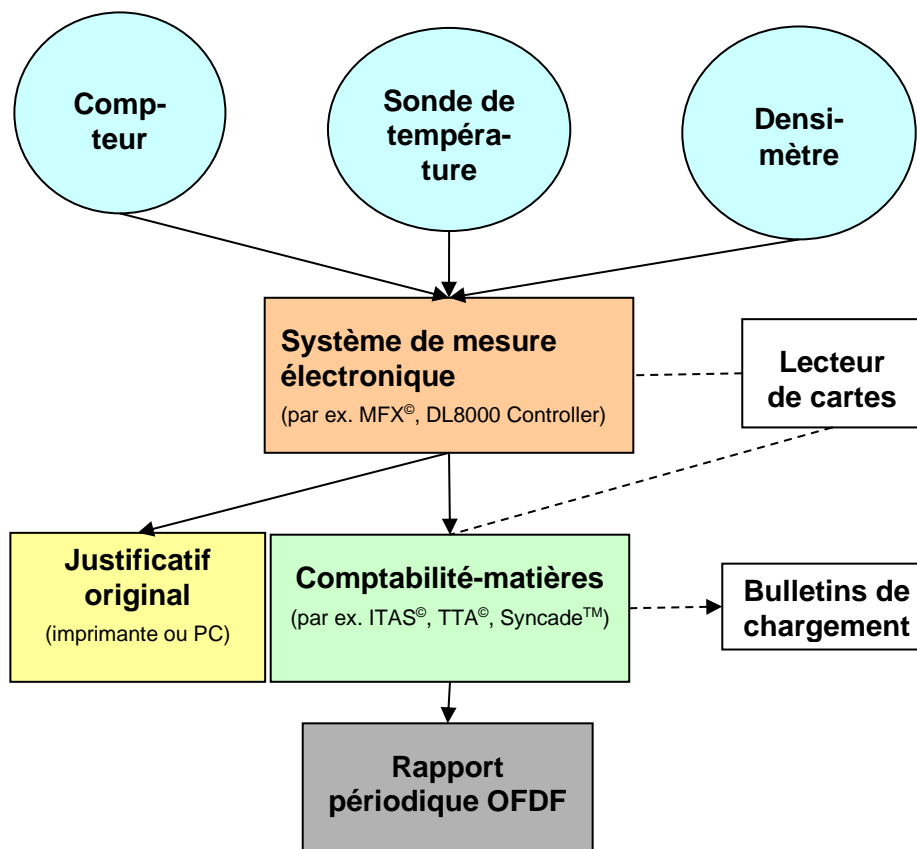 Comp-
teur
Sonde de
tempéra-
ture
Densi-
mètre
Système de mesure
électronique
(par ex. MFX©, DL8000 Controller)
Lecteur
de cartes
Justificatif
original
(imprimante ou PC)
Comptabilité-matières
(par ex. ITAS©, TTA©, Syncade™)
Bulletins de
chargement
Rapport
périodique OFDF